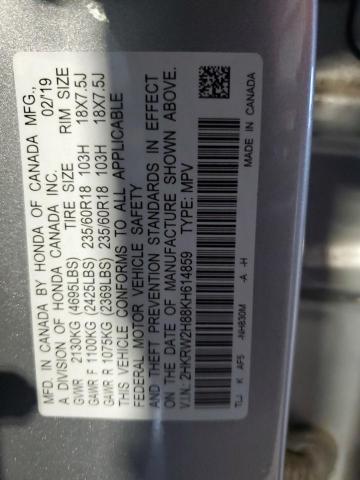 MFD. IN CANADA BY HONDA OF CANADA MFG.,
A DIVISION OF HONDA CANADA INC. 02/19
TIRE SIZE RIM SIZE
GVWR 2130KG (4695LBS)
GAWR F 1100KG (2425LBS) 235/60R18 103H 18X7.5J
GAWR R 1075KG (2369LBS) 235/60R18 103H 18X7.5J
THIS VEHICLE CONFORMS TO ALL APPLICABLE
FEDERAL MOTOR VEHICLE SAFETY
AND THEFT PREVENTION STANDARDS IN EFFECT
ON THE DATE OF MANUFACTURE SHOWN ABOVE.
V.I.N.: 2HKRW2H88KH614859 TYPE: MPV
TLJ K AF5 -NH830M -A -H
MADE IN CANADA